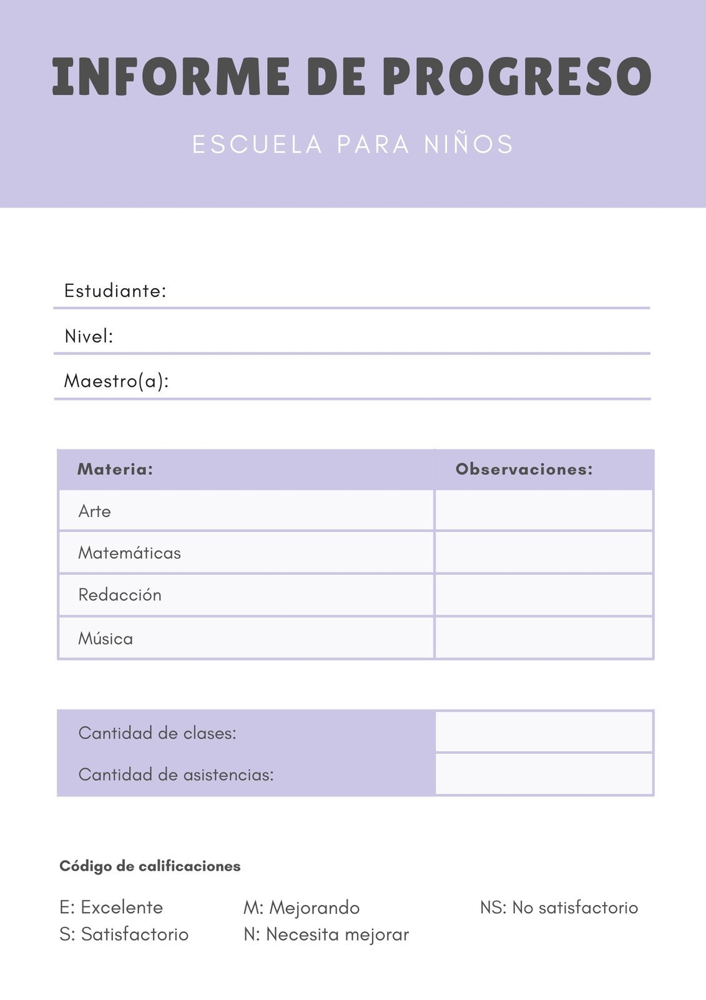 INFORME DE PROGRESO
ESCUELA PARA NIÑOS
Estudiante:
Nivel:
Maestro(a):
Materia: Observaciones:
Arte
Matemáticas
Redacción
Música
Cantidad de clases:
Cantidad de asistencias:
Código de calificaciones
E: Excelente M: Mejorando NS: No satisfactorio
S: Satisfactorio N: Necesita mejorar